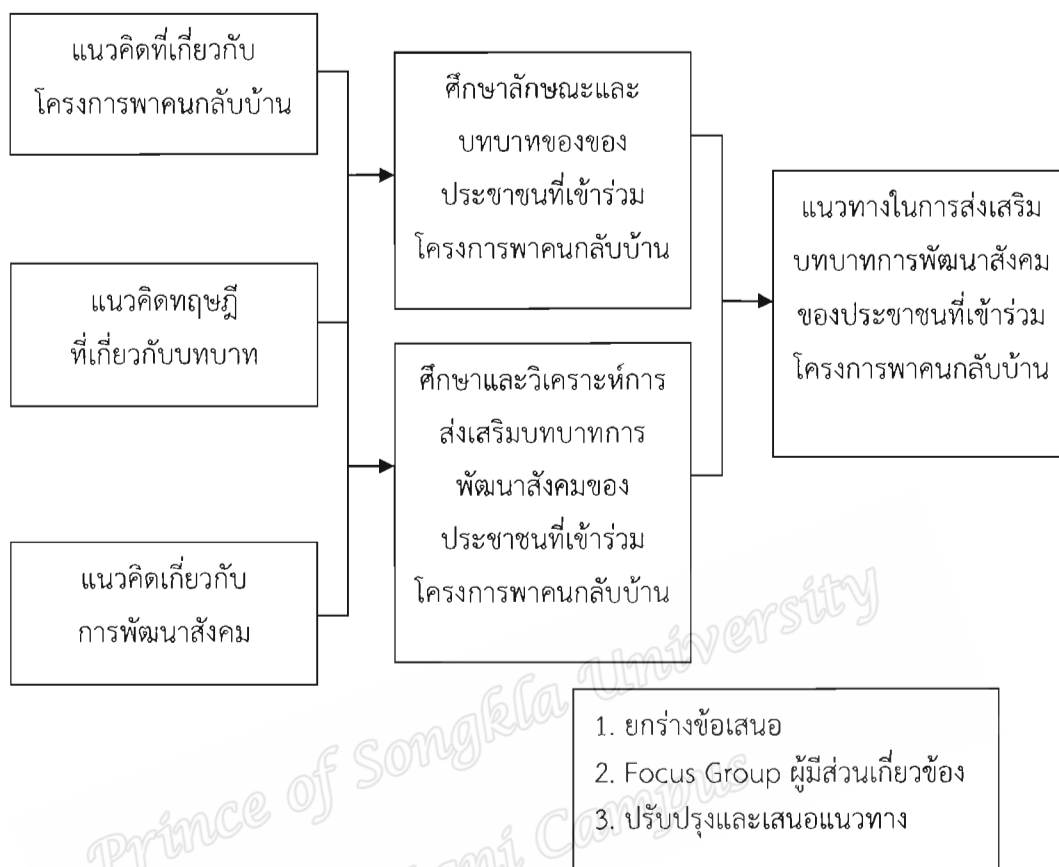 แนวคิดที่เกี่ยวกับ
โครงการพาคนกลับบ้าน
แนวคิดทฤษฎี
ที่เกี่ยวกับบทบาท
แนวคิดเกี่ยวกับ
การพัฒนาสังคม
ศึกษาลักษณะและ
บทบาทของของ
ประชาชนที่เข้าร่วม
โครงการพาคนกลับบ้าน
ศึกษาและวิเคราะห์การ
ส่งเสริมบทบาทการ
พัฒนาสังคมของ
ประชาชนที่เข้าร่วม
โครงการพาคนกลับบ้าน
แนวทางในการส่งเสริม
บทบาทการพัฒนาสังคม
ของประชาชนที่เข้าร่วม
โครงการพาคนกลับบ้าน
1. ยกร่างข้อเสนอ
2. Focus Group ผู้มีส่วนเกี่ยวข้อง
3. ปรับปรุงและเสนอแนวทาง
Prince of Songkla University
Campus